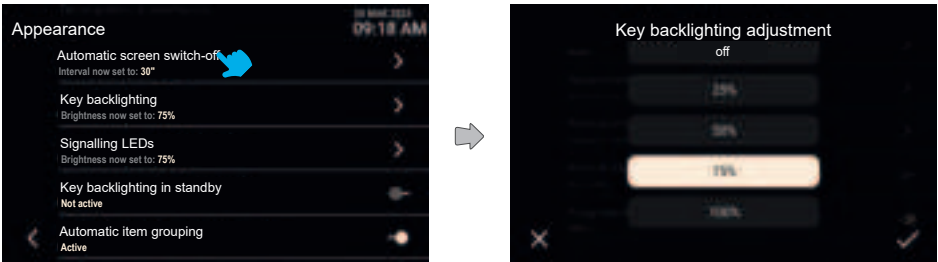 Appearance
09:18 AM
Automatic screen switch-off
Interval now set to: 30"
Key backlighting
Brightness now set to: 75%
Signalling LEDs
Brightness now set to: 75%
Key backlighting in standby
Not active
Automatic item grouping
Active
Key backlighting adjustment
off
25%
50%
75%
100%